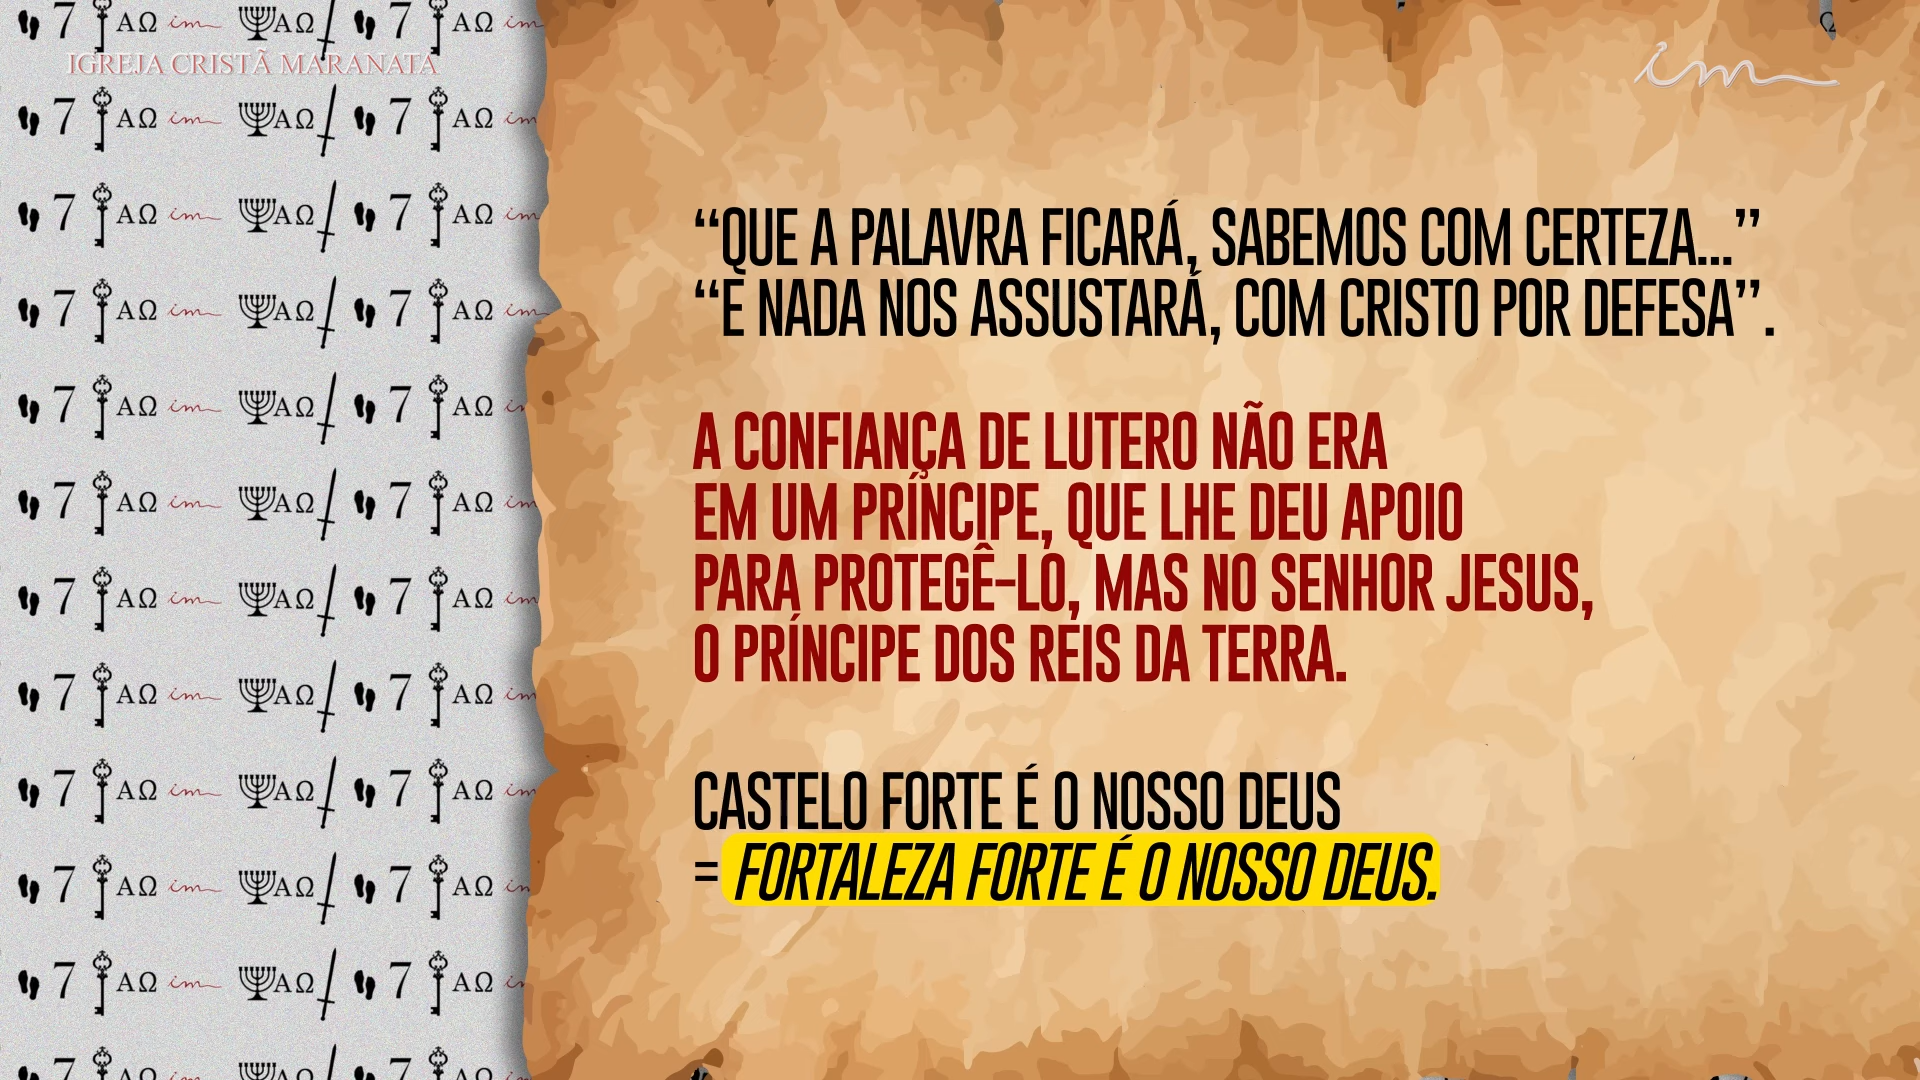 IGREJA CRISTÃ MARANATA
“QUE A PALAVRA FICARÁ, SABEMOS COM CERTEZA...”
“E NADA NOS ASSUSTARÁ, COM CRISTO POR DEFESA”.
A CONFIANÇA DE LUTERO NÃO ERA
EM UM PRÍNCIPE, QUE LHE DEU APOIO
PARA PROTEGÊ-LO, MAS NO SENHOR JESUS,
O PRÍNCIPE DOS REIS DA TERRA.
CASTELO FORTE É O NOSSO DEUS
= FORTALEZA FORTE É O NOSSO DEUS.